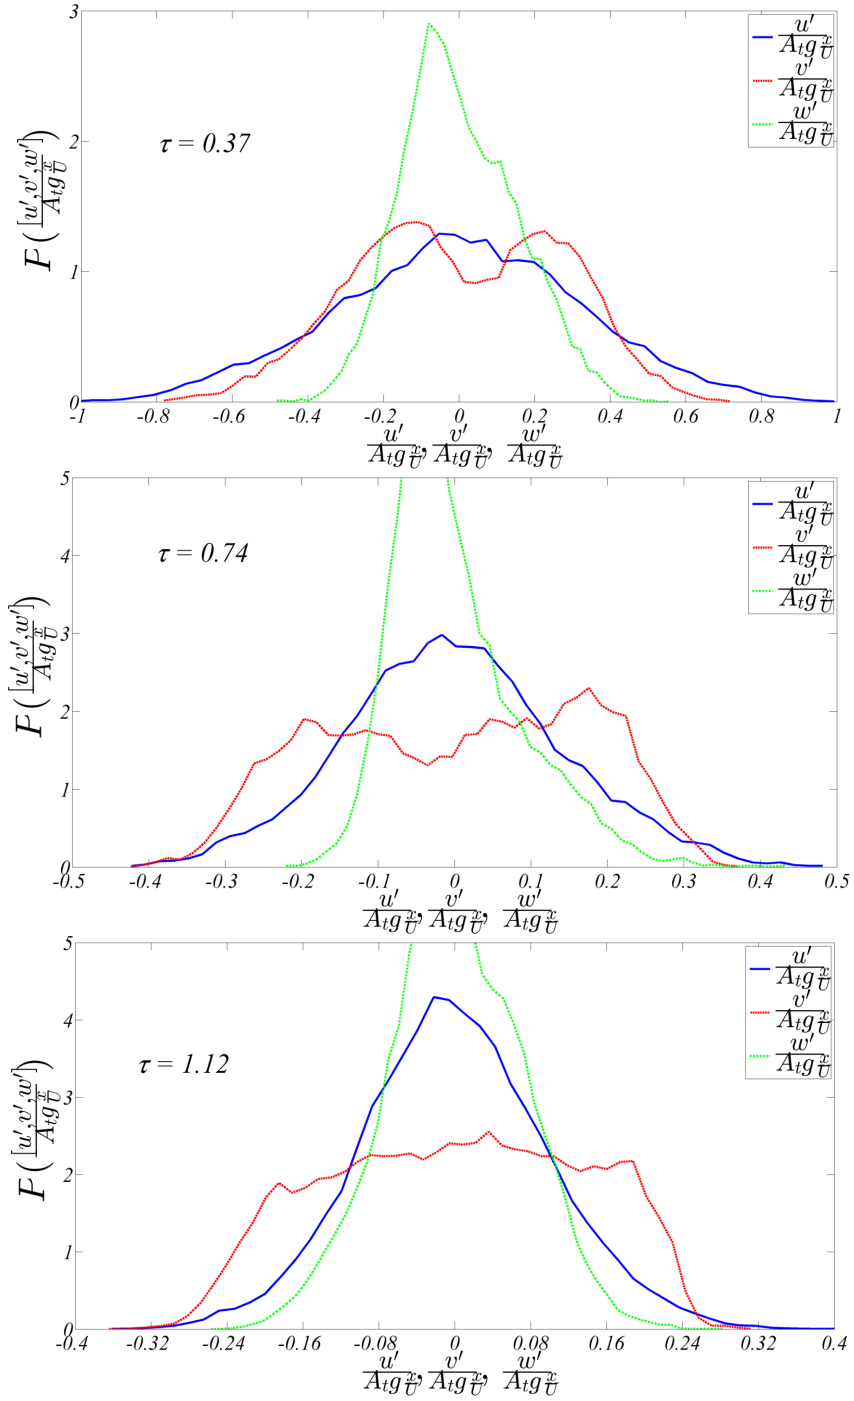 3
2
1
0
P([u',v',w']/A_t g x/U)
τ = 0.37
u'/A_t g x/U
v'/A_t g x/U
w'/A_t g x/U
-1 -0.8 -0.6 -0.4 -0.2 0 0.2 0.4 0.6 0.8 1
u'/A_t g x/U, v'/A_t g x/U, w'/A_t g x/U
5
4
3
2
1
0
P([u',v',w']/A_t g x/U)
τ = 0.74
u'/A_t g x/U
v'/A_t g x/U
w'/A_t g x/U
-0.5 -0.4 -0.3 -0.2 -0.1 0 0.1 0.2 0.3 0.4 0.5
u'/A_t g x/U, v'/A_t g x/U, w'/A_t g x/U
5
4
3
2
1
0
P([u',v',w']/A_t g x/U)
τ = 1.12
u'/A_t g x/U
v'/A_t g x/U
w'/A_t g x/U
-0.4 -0.32 -0.24 -0.16 -0.08 0 0.08 0.16 0.24 0.32 0.4
u'/A_t g x/U, v'/A_t g x/U, w'/A_t g x/U